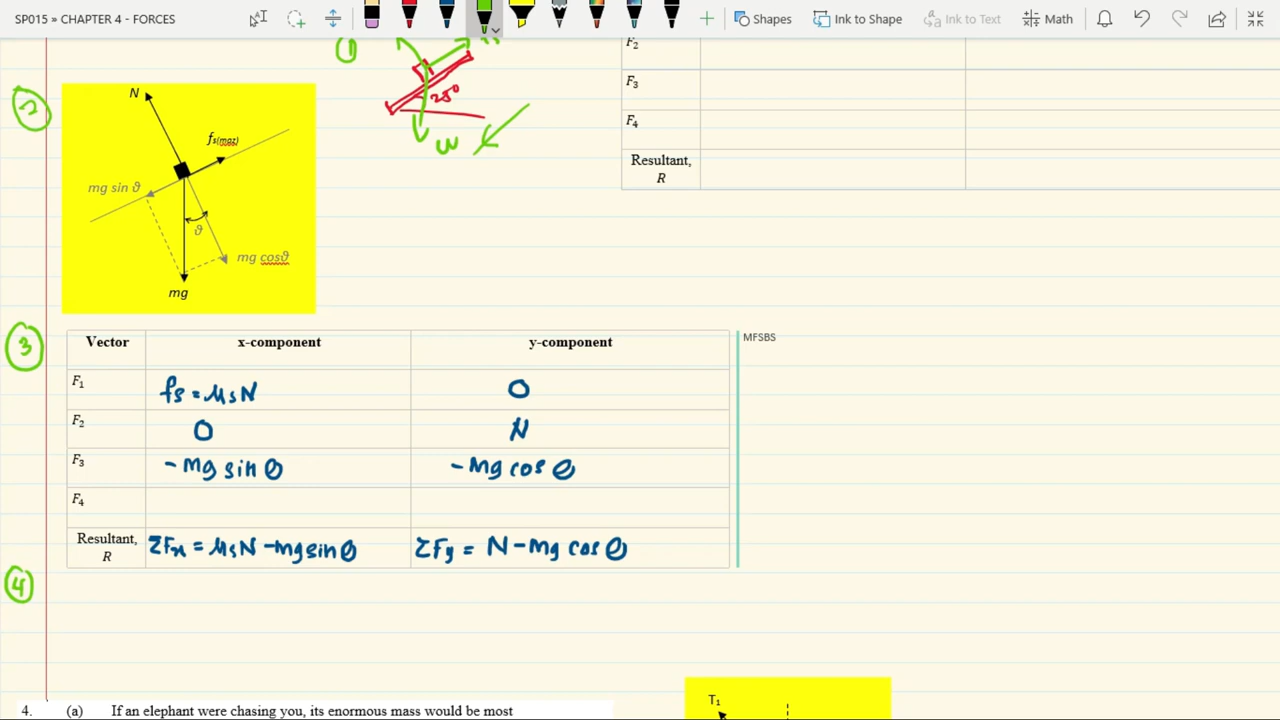 SP015 » CHAPTER 4 - FORCES
Shapes
Ink to Shape
Ink to Text
Math
①
25°
W
F2
F3
F4
Resultant,
R
②
N
fs(maz)
mg sin ϑ
ϑ
mg cosϑ
mg
③
Vector x-component y-component
MFSBS
F1 fs = μsN 0
F2 0 N
F3 -mg sin θ -mg cos θ
F4
Resultant,
R ΣFx = μsN -mg sin θ ΣFy = N - mg cos θ
④
T1
4. (a) If an elephant were chasing you, its enormous mass would be most